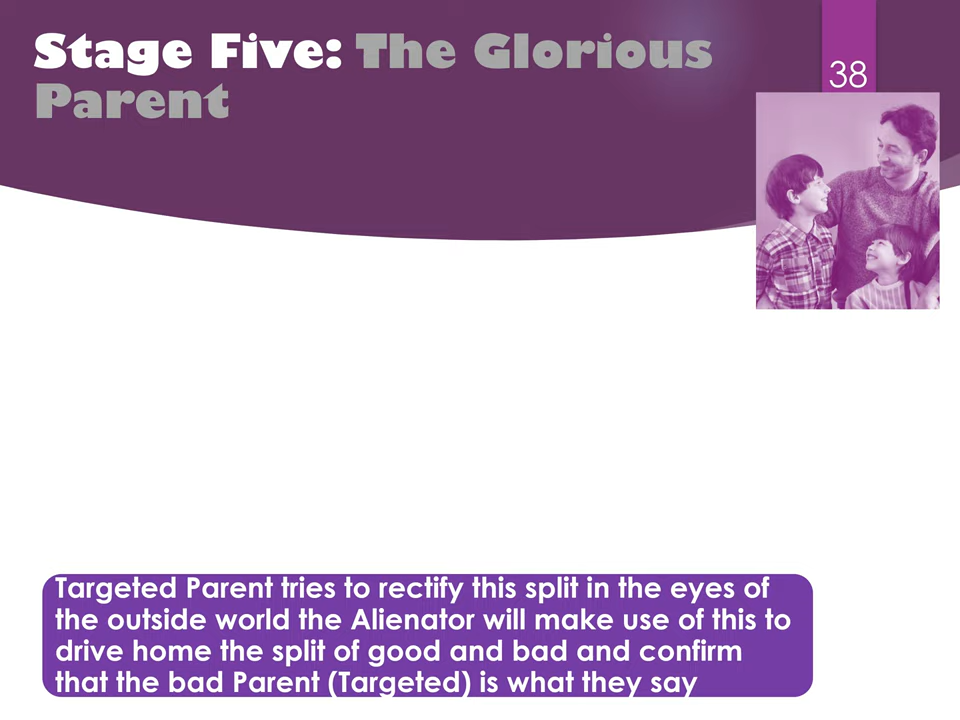 Stage Five: The Glorious
Parent
38
Targeted Parent tries to rectify this split in the eyes of
the outside world the Alienator will make use of this to
drive home the split of good and bad and confirm
that the bad Parent (Targeted) is what they say